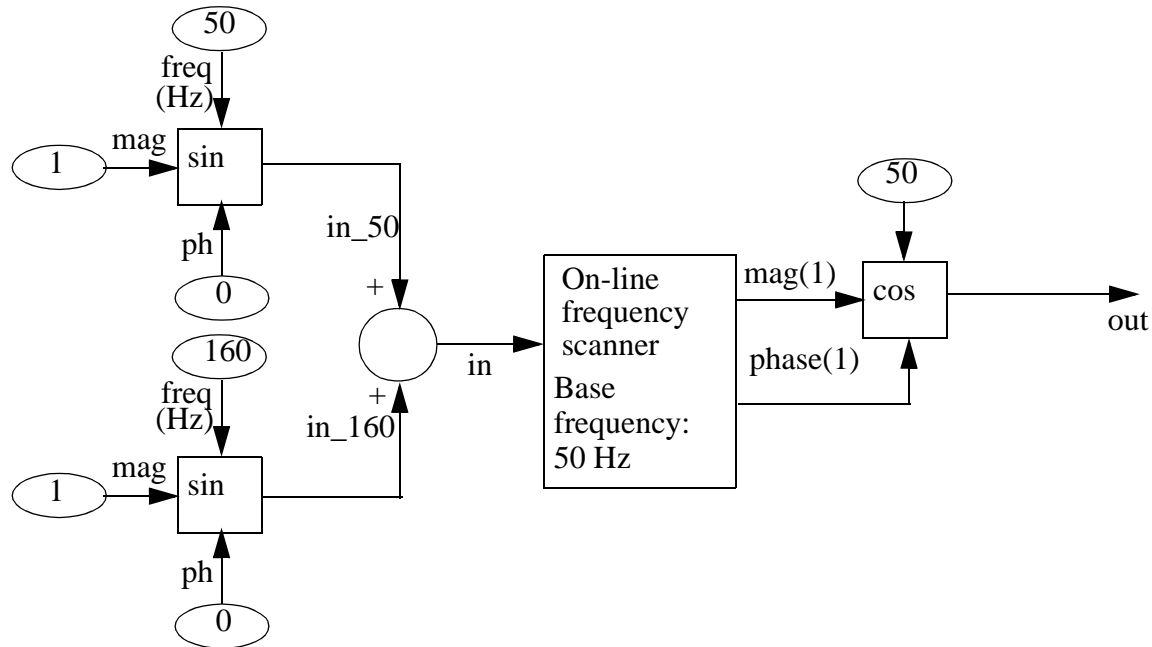 50
freq
(Hz)
mag
1
sin
ph
0
in_50
+
160
freq
(Hz)
+
in_160
mag
1
sin
ph
0
in
On-line
frequency
scanner
Base
frequency:
50 Hz
mag(1)
phase(1)
50
cos
out